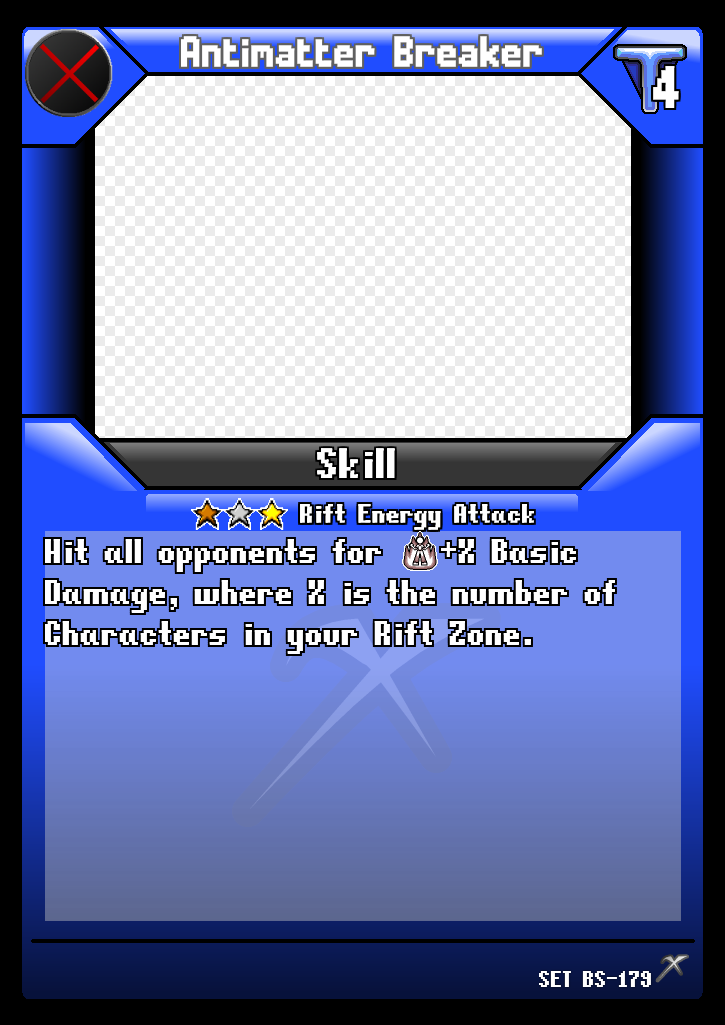 Antimatter Breaker
T4
Skill
Rift Energy Attack
Hit all opponents for A+X Basic
Damage, where X is the number of
Characters in your Rift Zone.
SET BS-179